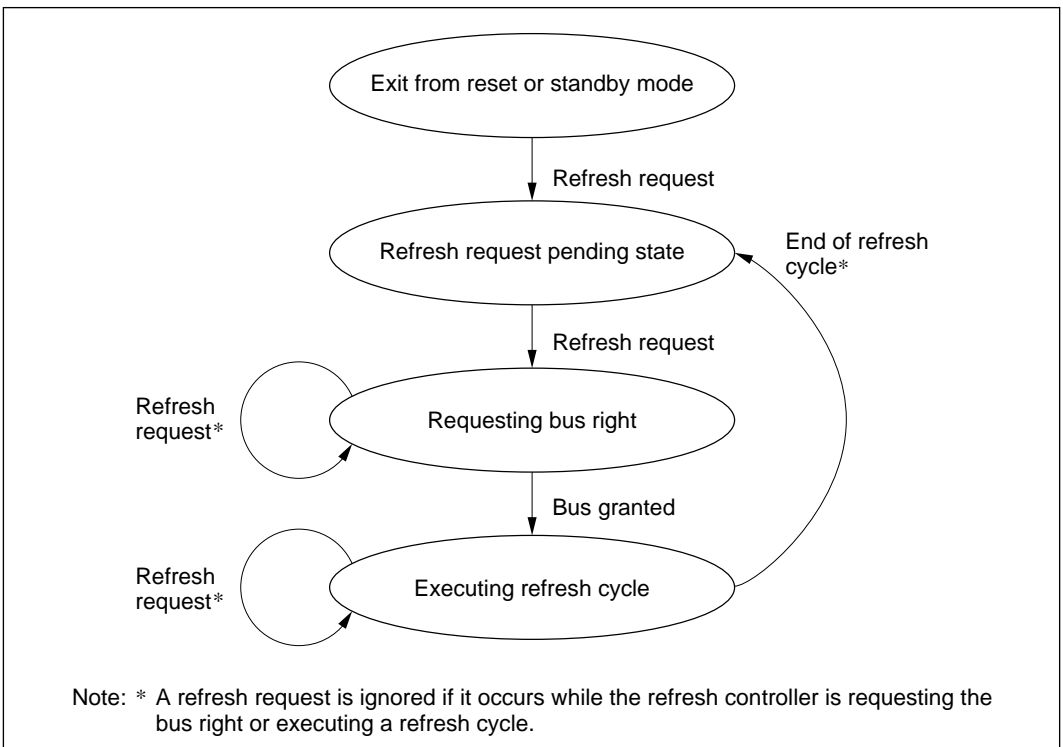 Exit from reset or standby mode
Refresh request
Refresh request pending state
End of refresh
cycle*
Refresh request
Refresh
request*
Requesting bus right
Bus granted
Refresh
request*
Executing refresh cycle
Note: * A refresh request is ignored if it occurs while the refresh controller is requesting the
bus right or executing a refresh cycle.